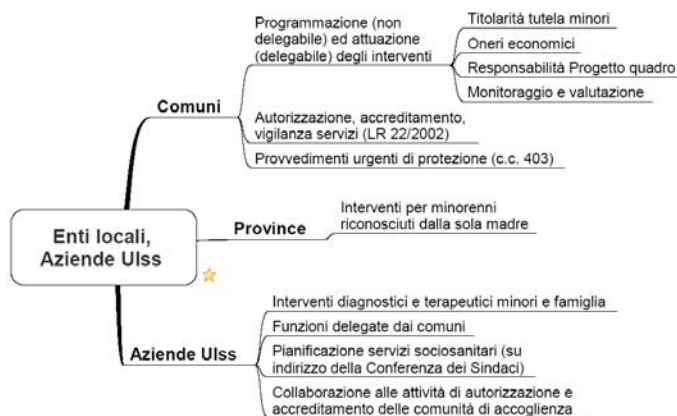 Enti locali,
Aziende Ulss
Comuni
Programmazione (non
delegabile) ed attuazione
(delegabile) degli interventi
Titolarità tutela minori
Oneri economici
Responsabilità Progetto quadro
Monitoraggio e valutazione
Autorizzazione, accreditamento,
vigilanza servizi (LR 22/2002)
Provvedimenti urgenti di protezione (c.c. 403)
Province
Interventi per minorenni
riconosciuti dalla sola madre
Aziende Ulss
Interventi diagnostici e terapeutici minori e famiglia
Funzioni delegate dai comuni
Pianificazione servizi sociosanitari (su
indirizzo della Conferenza dei Sindaci)
Collaborazione alle attività di autorizzazione e
accreditamento delle comunità di accoglienza